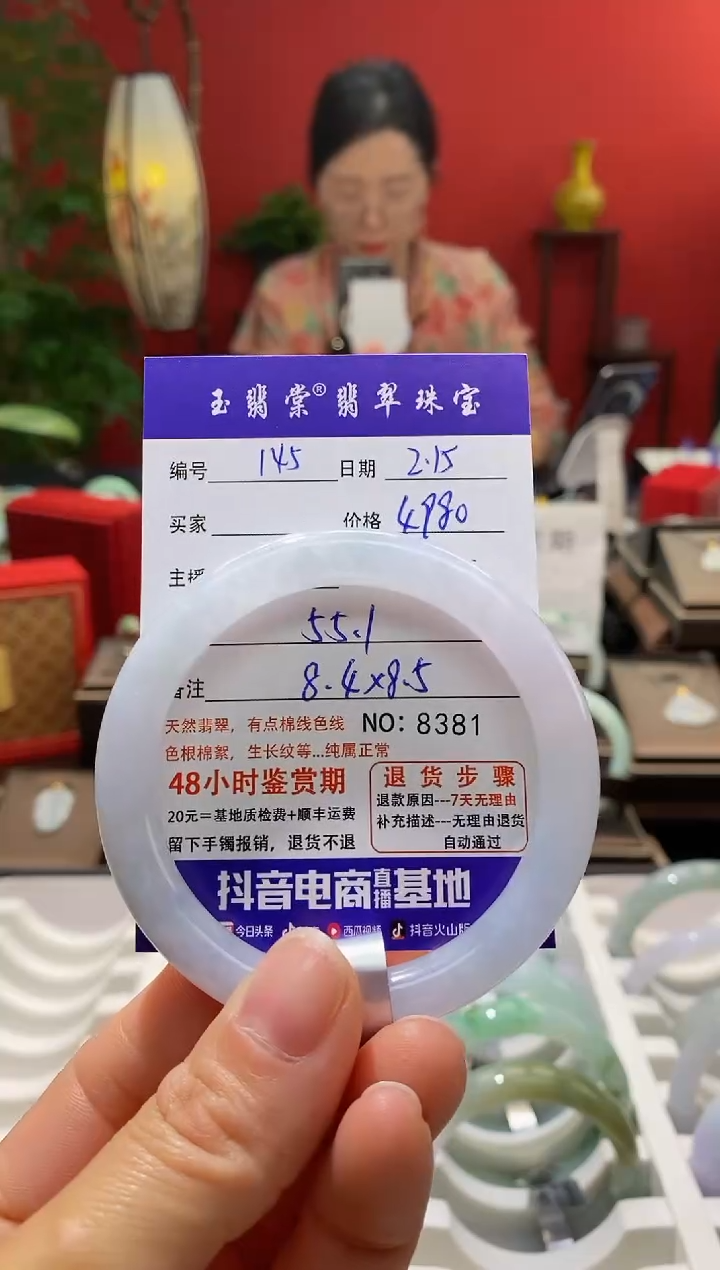 玉翡棠®翡翠珠宝
编号 145 日期 2.15
买家 价格 4980
主播
55.1
备注 8.4×8.5
天然翡翠，有点棉线色线 NO: 8381
色根棉絮，生长纹等...纯属正常
48小时鉴赏期
20元＝基地质检费+顺丰运费
留下手镯报销，退货不退
退货步骤
退款原因---7天无理由
补充描述---无理由退货
自动通过
抖音电商直播基地
今日头条 西瓜视频 抖音火山版